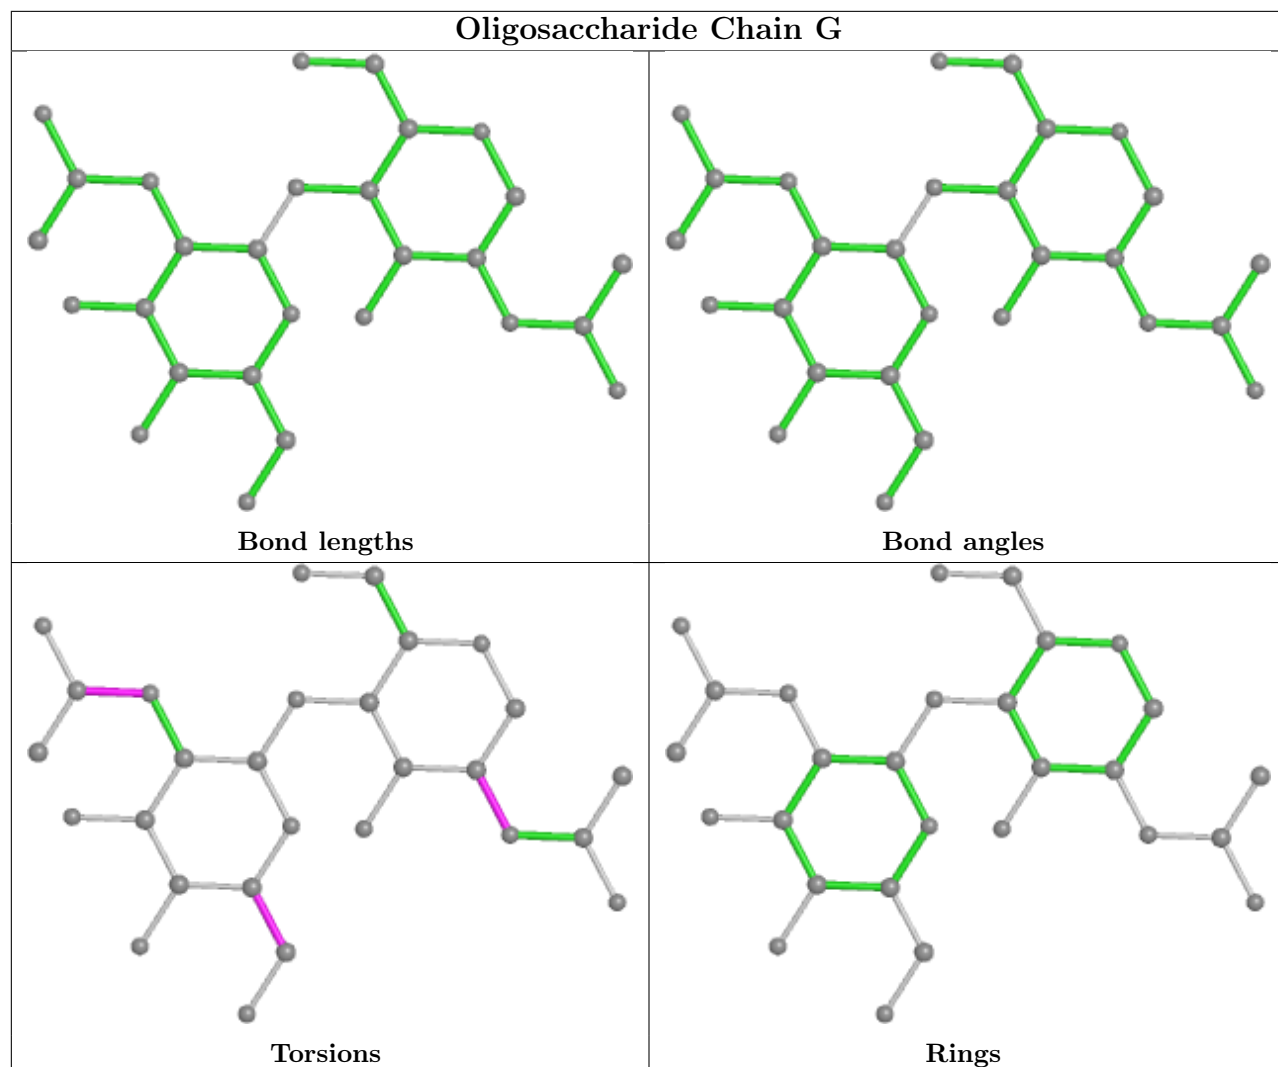 Oligosaccharide Chain G
Bond lengths
Bond angles
Torsions
Rings